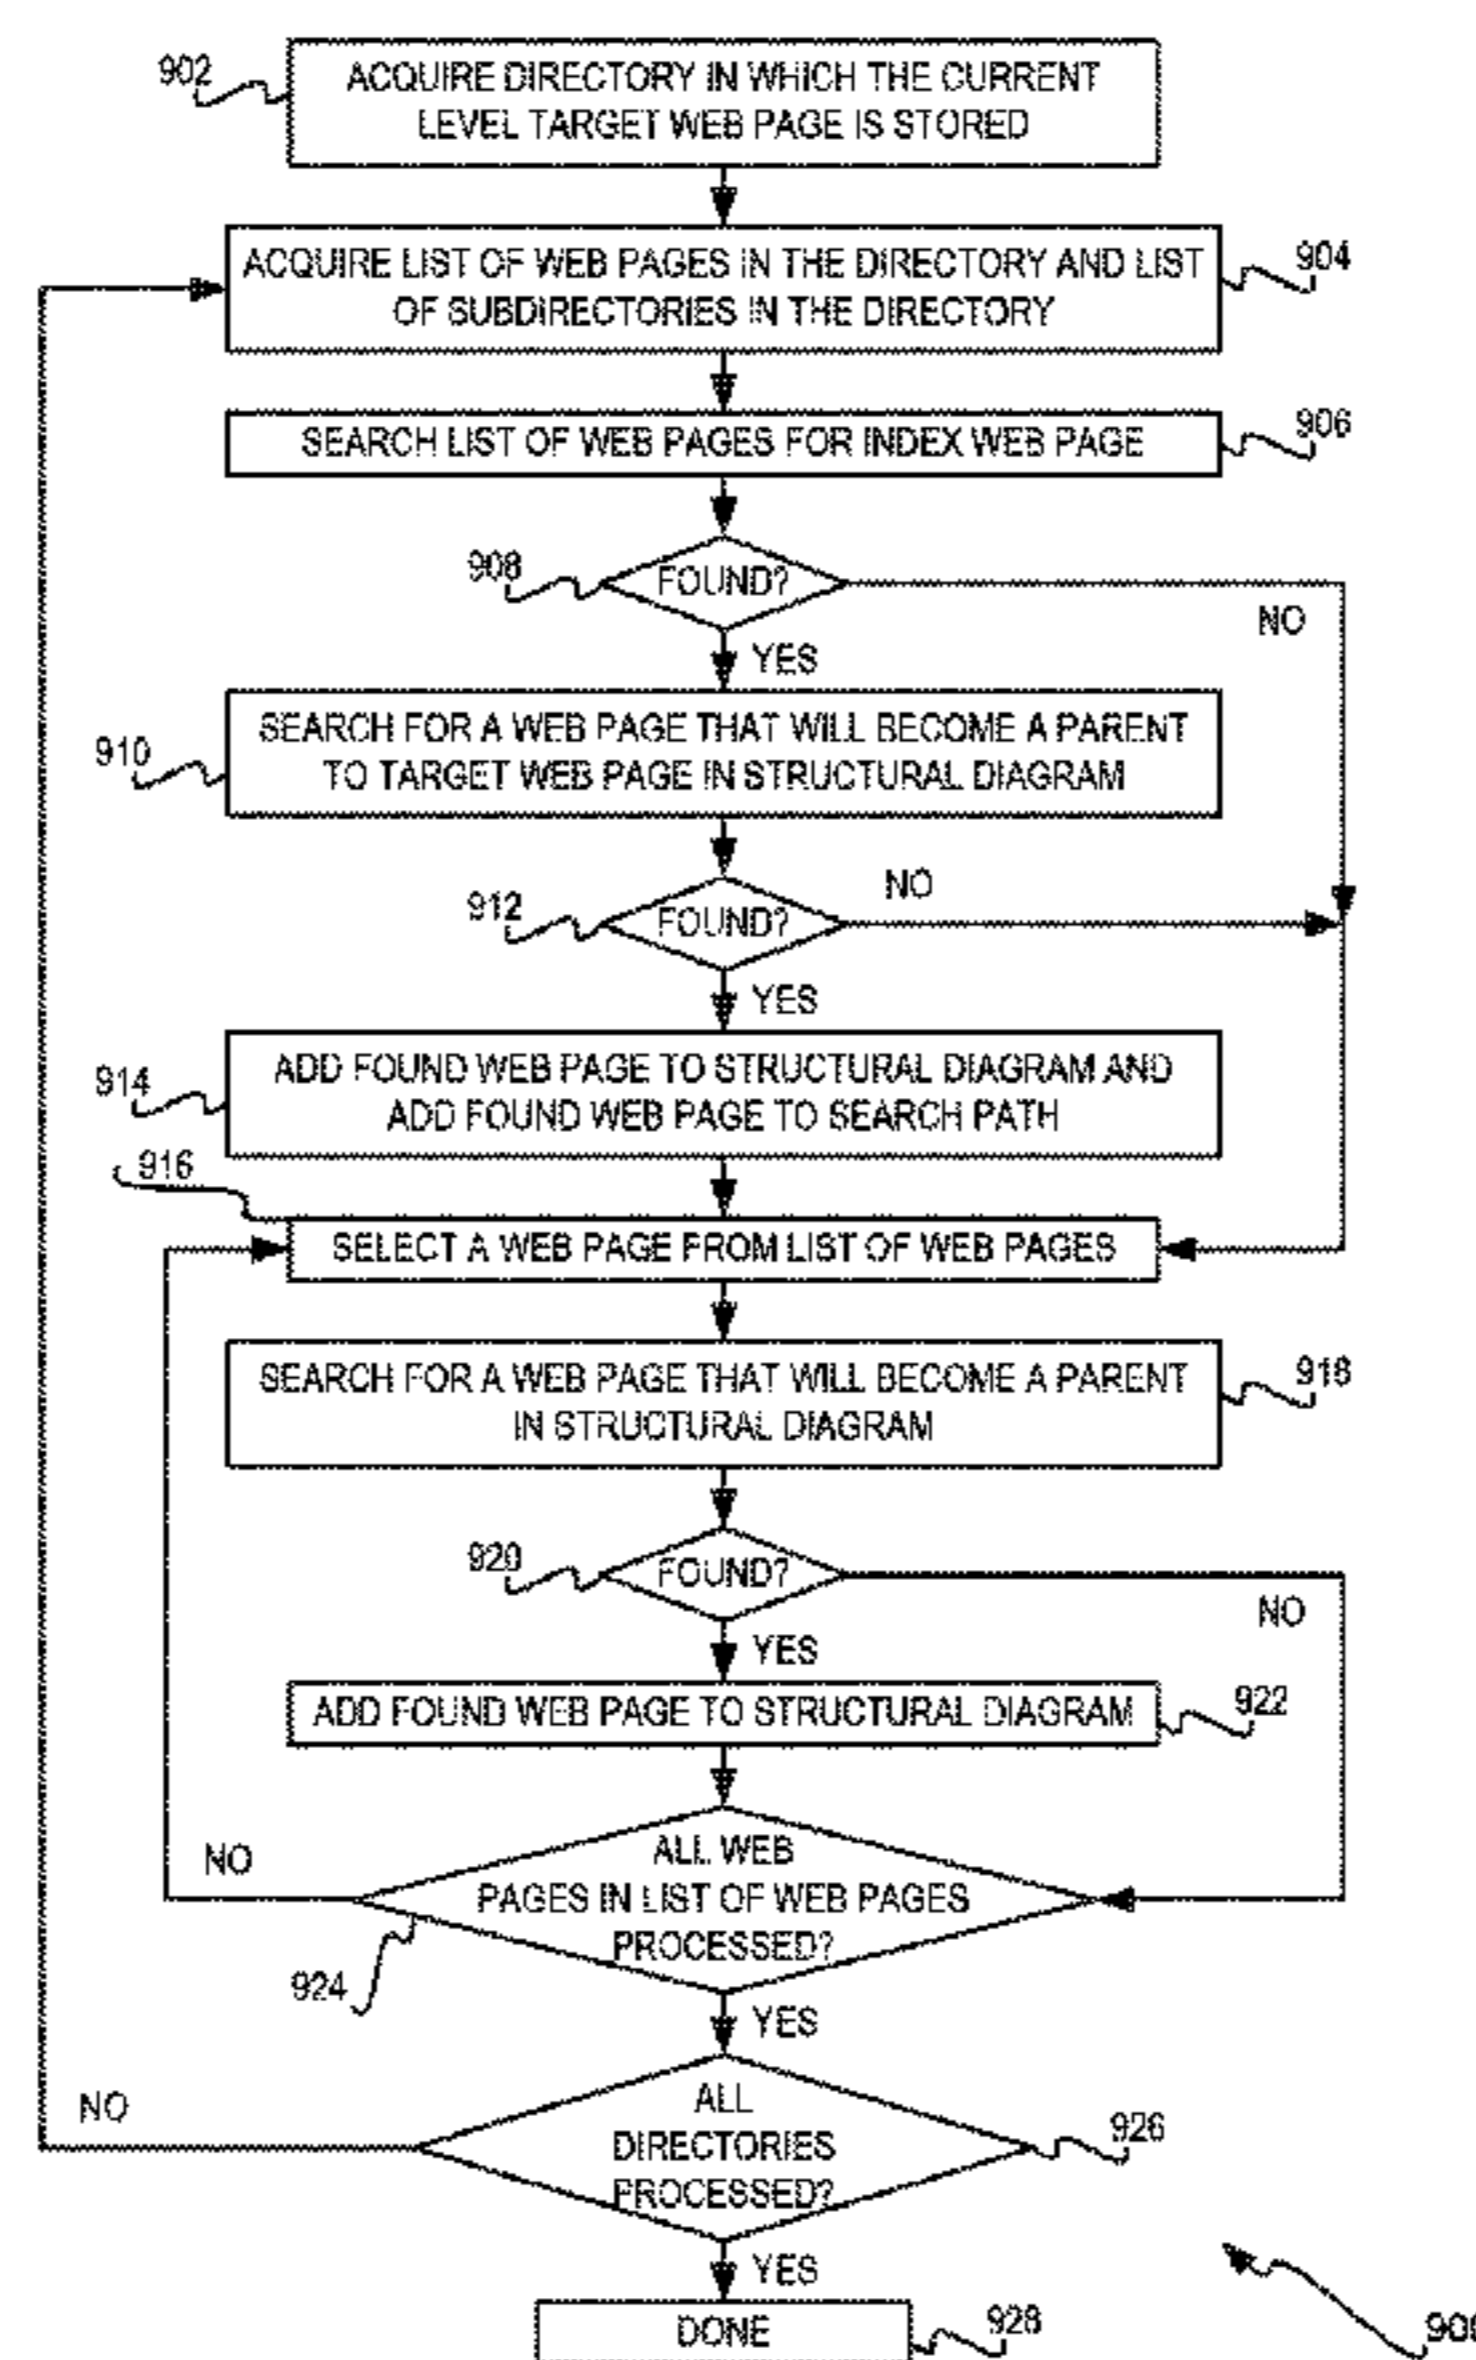 902
ACQUIRE DIRECTORY IN WHICH THE CURRENT
LEVEL TARGET WEB PAGE IS STORED
ACQUIRE LIST OF WEB PAGES IN THE DIRECTORY AND LIST
OF SUBDIRECTORIES IN THE DIRECTORY
904
SEARCH LIST OF WEB PAGES FOR INDEX WEB PAGE
906
908
FOUND?
NO
YES
910
SEARCH FOR A WEB PAGE THAT WILL BECOME A PARENT
TO TARGET WEB PAGE IN STRUCTURAL DIAGRAM
912
FOUND?
NO
YES
914
ADD FOUND WEB PAGE TO STRUCTURAL DIAGRAM AND
ADD FOUND WEB PAGE TO SEARCH PATH
916
SELECT A WEB PAGE FROM LIST OF WEB PAGES
SEARCH FOR A WEB PAGE THAT WILL BECOME A PARENT
IN STRUCTURAL DIAGRAM
918
920
FOUND?
NO
YES
ADD FOUND WEB PAGE TO STRUCTURAL DIAGRAM
922
NO
ALL WEB
PAGES IN LIST OF WEB PAGES
PROCESSED?
924
YES
NO
ALL
DIRECTORIES
PROCESSED?
926
YES
DONE
928
900